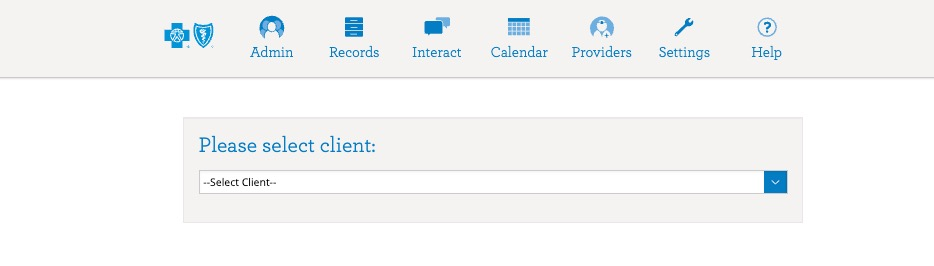 Admin Records Interact Calendar Providers Settings Help
Please select client:
--Select Client--